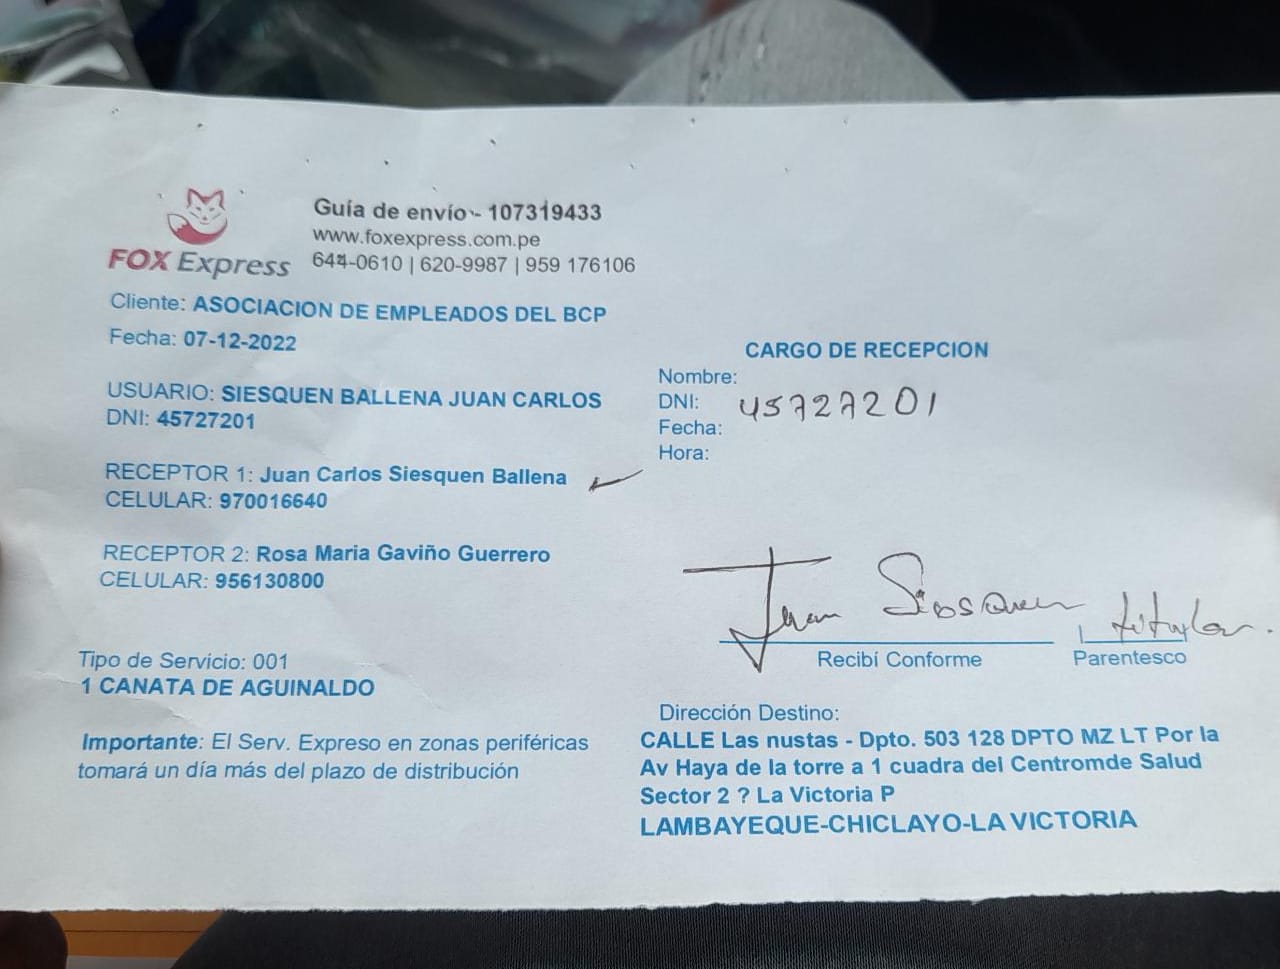 FOX Express
Guía de envío - 107319433
www.foxexpress.com.pe
644-0610 | 620-9987 | 959 176106
Cliente: ASOCIACION DE EMPLEADOS DEL BCP
Fecha: 07-12-2022
USUARIO: SIESQUEN BALLENA JUAN CARLOS
DNI: 45727201
RECEPTOR 1: Juan Carlos Siesquen Ballena
CELULAR: 970016640
RECEPTOR 2: Rosa Maria Gaviño Guerrero
CELULAR: 956130800
Tipo de Servicio: 001
1 CANATA DE AGUINALDO
Importante: El Serv. Expreso en zonas periféricas
tomará un día más del plazo de distribución
CARGO DE RECEPCION
Nombre:
DNI: 45727201
Fecha:
Hora:
Juan Siesquen titular.
Recibí Conforme Parentesco
Dirección Destino:
CALLE Las nustas - Dpto. 503 128 DPTO MZ LT Por la
Av Haya de la torre a 1 cuadra del Centromde Salud
Sector 2 ? La Victoria P
LAMBAYEQUE-CHICLAYO-LA VICTORIA